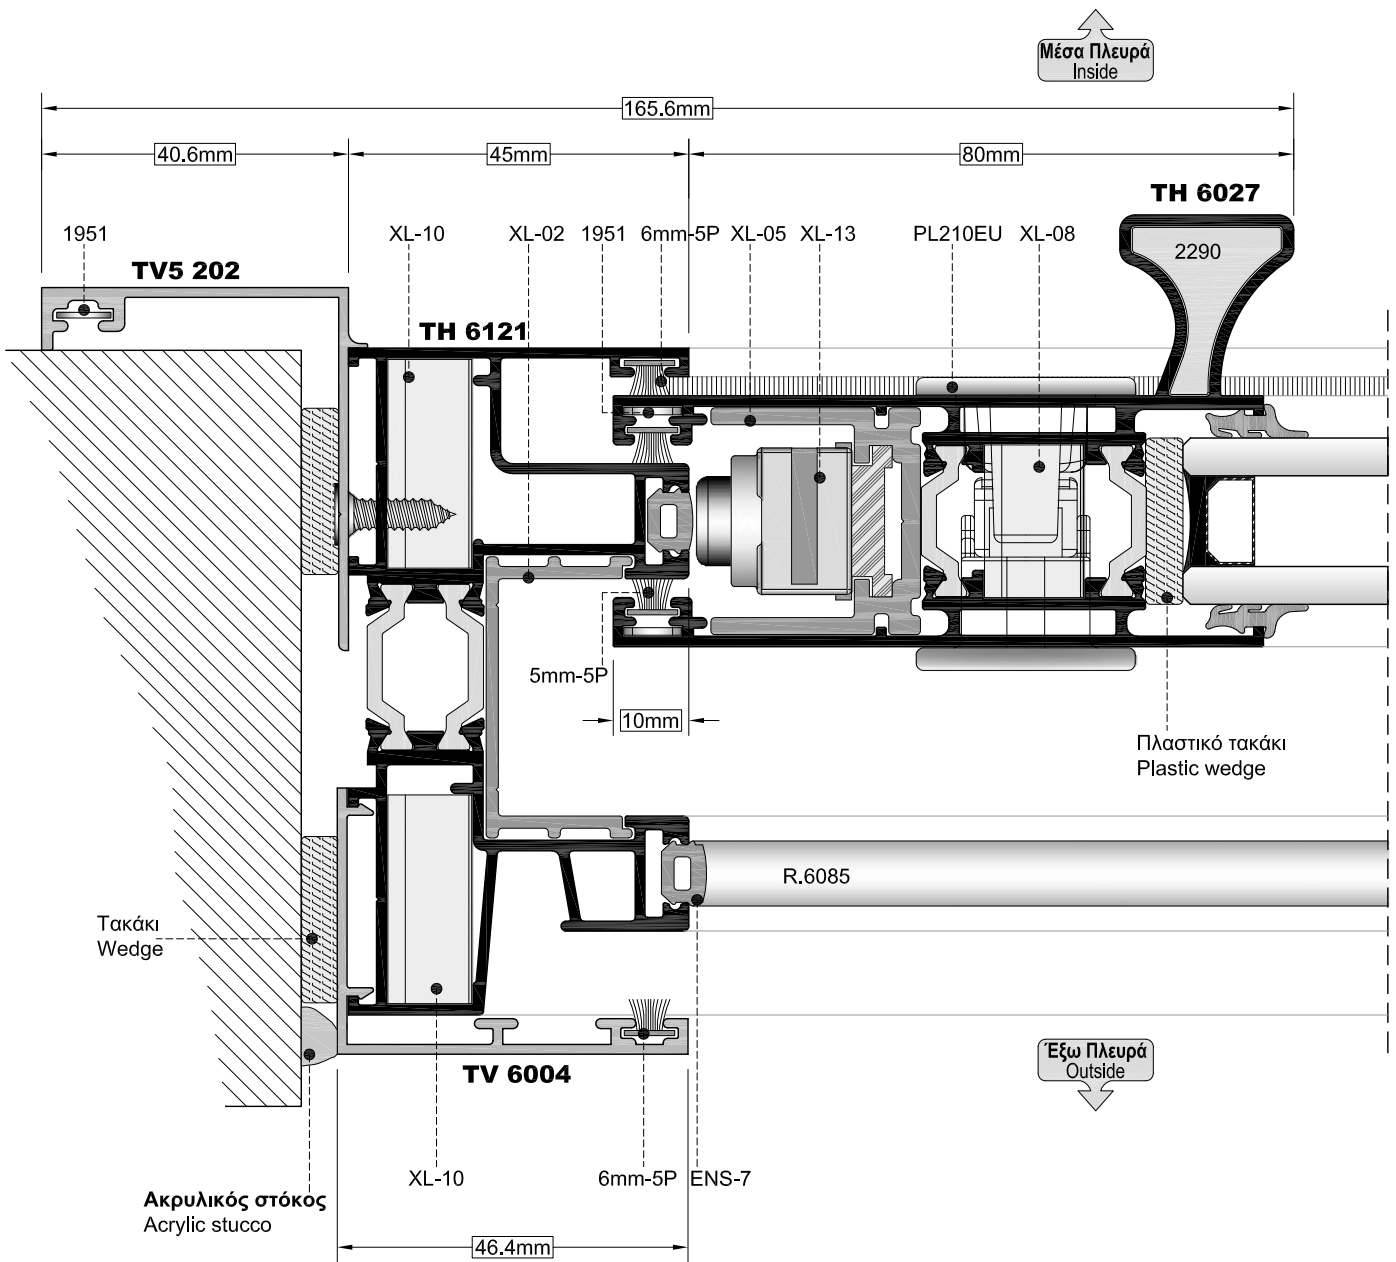 Μέσα Πλευρά
Inside
165.6mm
40.6mm
45mm
80mm
TH 6027
1951
XL-10
XL-02
1951
6mm-5P
XL-05
XL-13
PL210EU
XL-08
2290
TV5 202
TH 6121
5mm-5P
10mm
Πλαστικό τακάκι
Plastic wedge
R.6085
Τακάκι
Wedge
Έξω Πλευρά
Outside
TV 6004
XL-10
6mm-5P
ENS-7
Ακρυλικός στόκος
Acrylic stucco
46.4mm